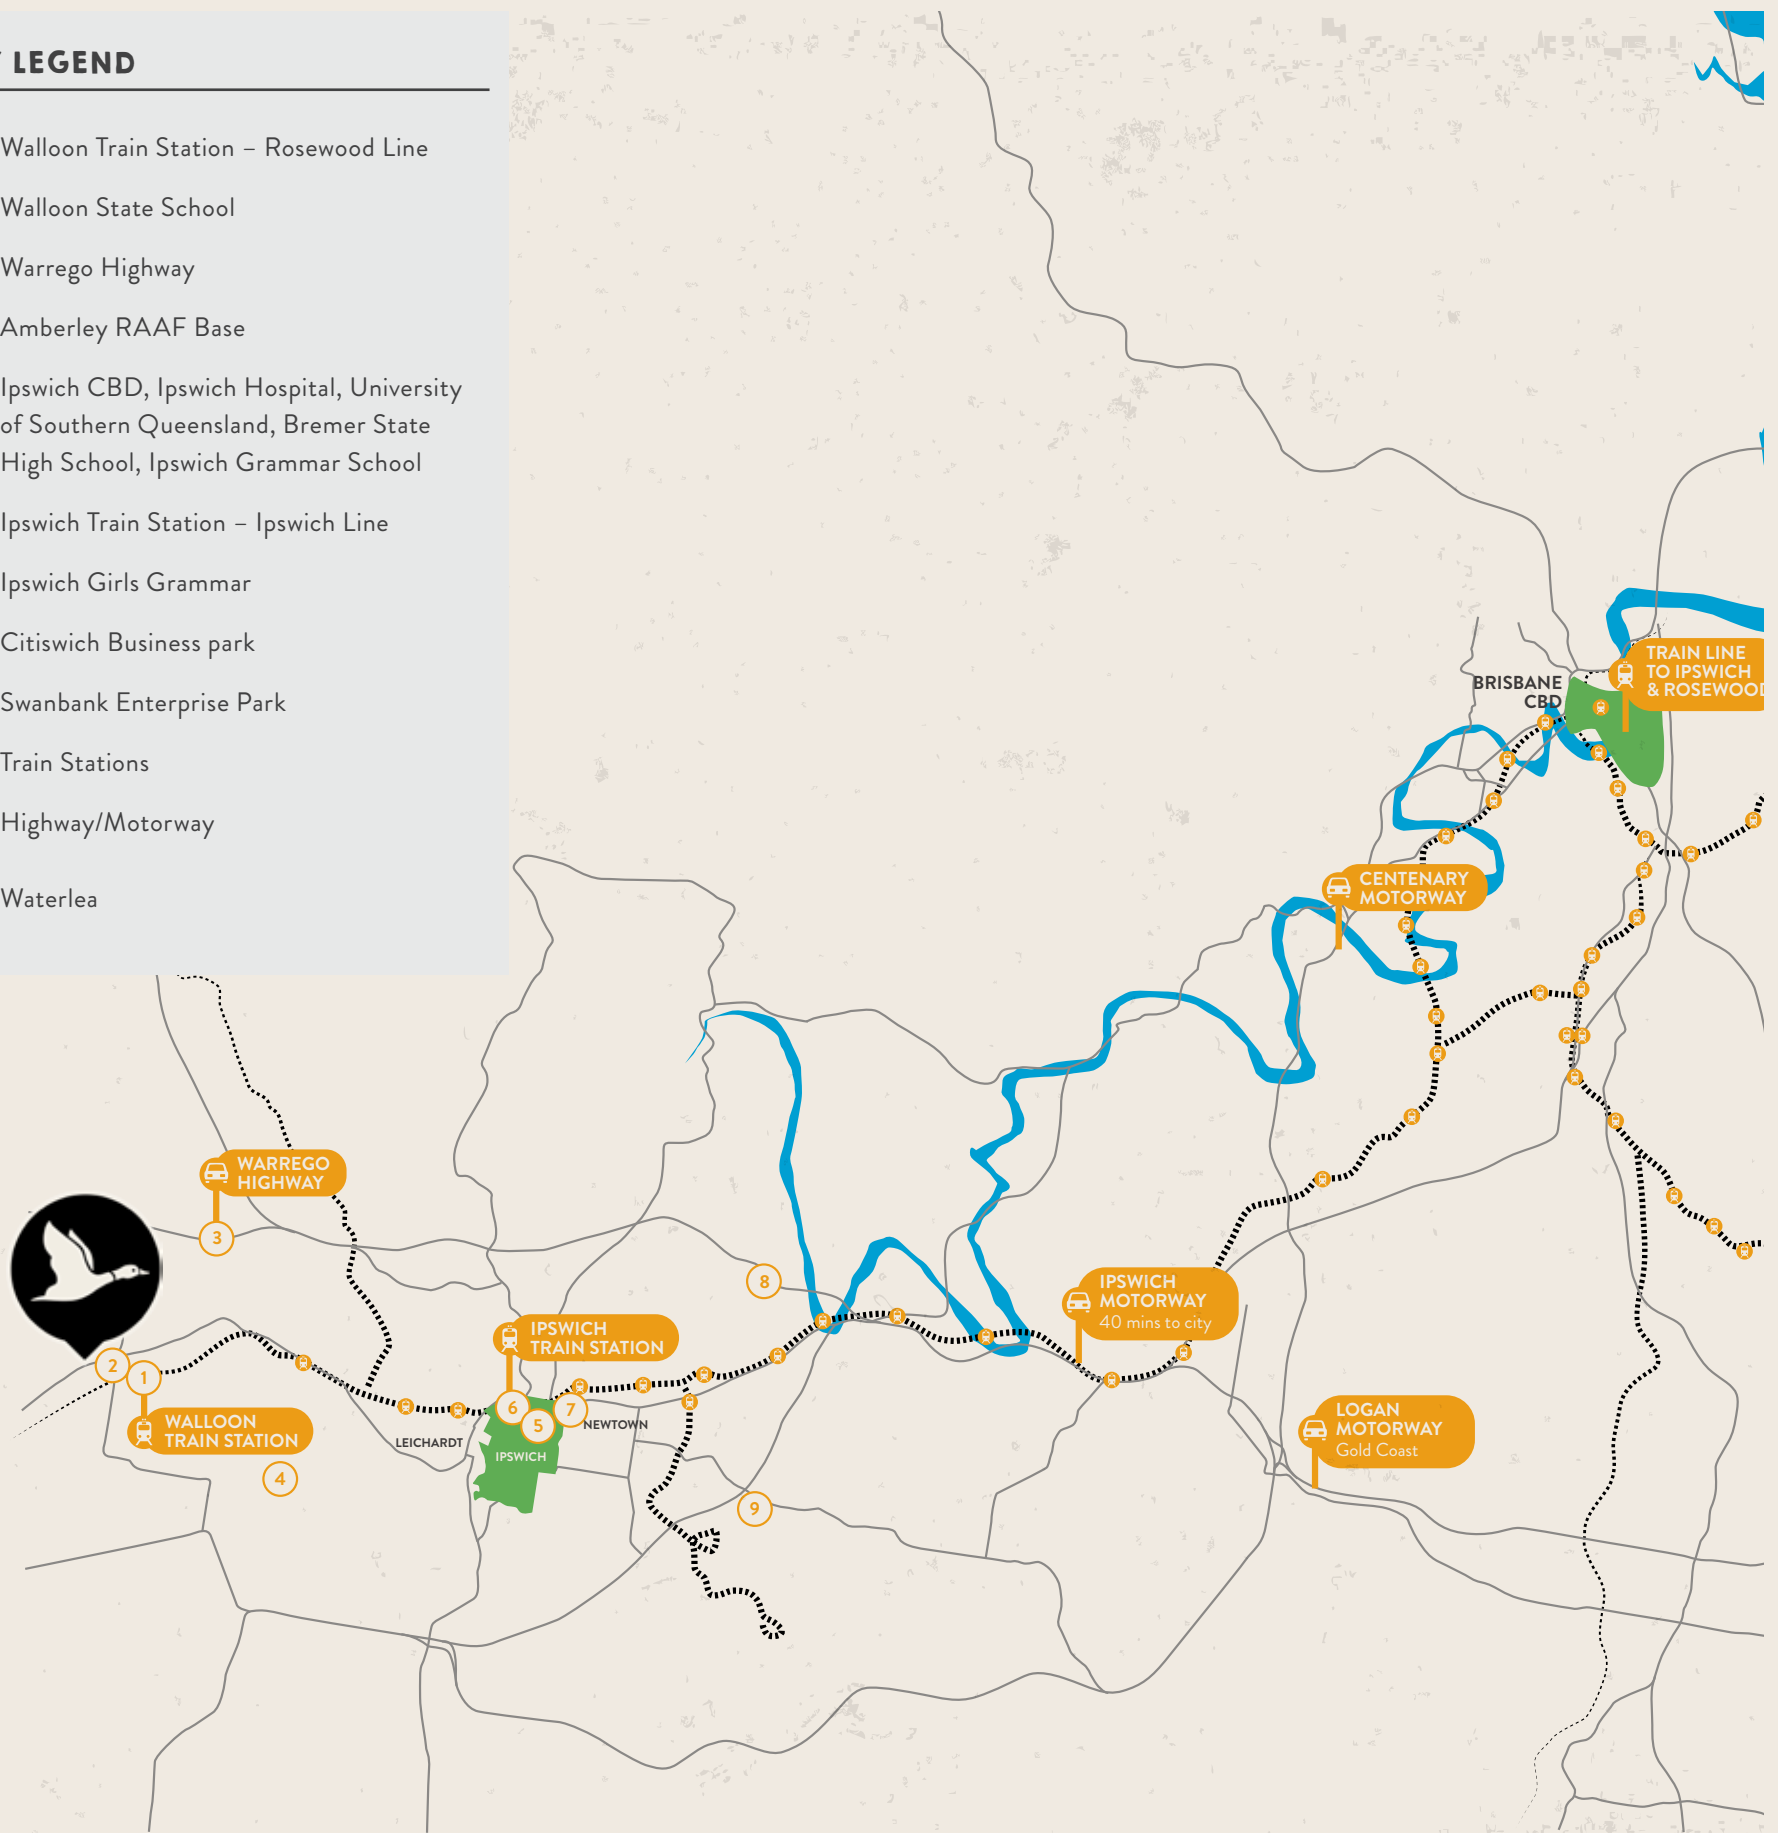 LEGEND
Walloon Train Station – Rosewood Line
Walloon State School
Warrego Highway
Amberley RAAF Base
Ipswich CBD, Ipswich Hospital, University
of Southern Queensland, Bremer State
High School, Ipswich Grammar School
Ipswich Train Station – Ipswich Line
Ipswich Girls Grammar
Citiswich Business park
Swanbank Enterprise Park
Train Stations
Highway/Motorway
Waterlea
TRAIN LINE
TO IPSWICH
& ROSEWOOD
BRISBANE
CBD
CENTENARY
MOTORWAY
WARREGO
HIGHWAY
3
8
IPSWICH
MOTORWAY
40 mins to city
IPSWICH
TRAIN STATION
2
1
6
5
7
NEWTOWN
WALLOON
TRAIN STATION
LEICHARDT
IPSWICH
4
9
LOGAN
MOTORWAY
Gold Coast